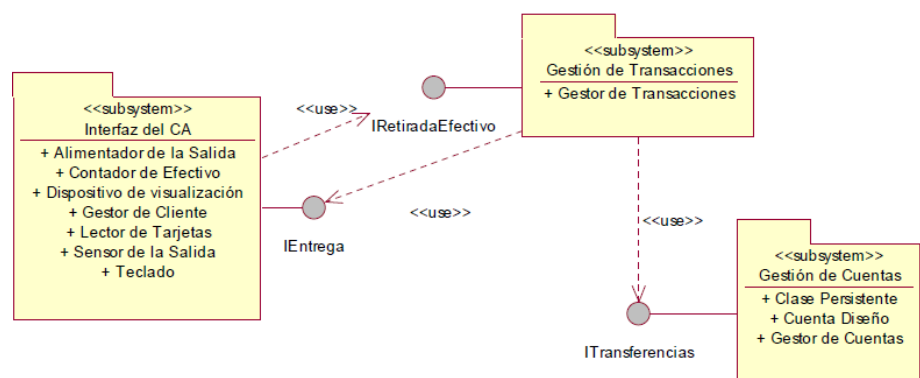 <<subsystem>>
Interfaz del CA
+ Alimentador de la Salida
+ Contador de Efectivo
+ Dispositivo de visualización
+ Gestor de Cliente
+ Lector de Tarjetas
+ Sensor de la Salida
+ Teclado
<<use>>
IRetiradaEfectivo
<<subsystem>>
Gestión de Transacciones
+ Gestor de Transacciones
IEntrega
<<use>>
<<use>>
ITransferencias
<<subsystem>>
Gestión de Cuentas
+ Clase Persistente
+ Cuenta Diseño
+ Gestor de Cuentas